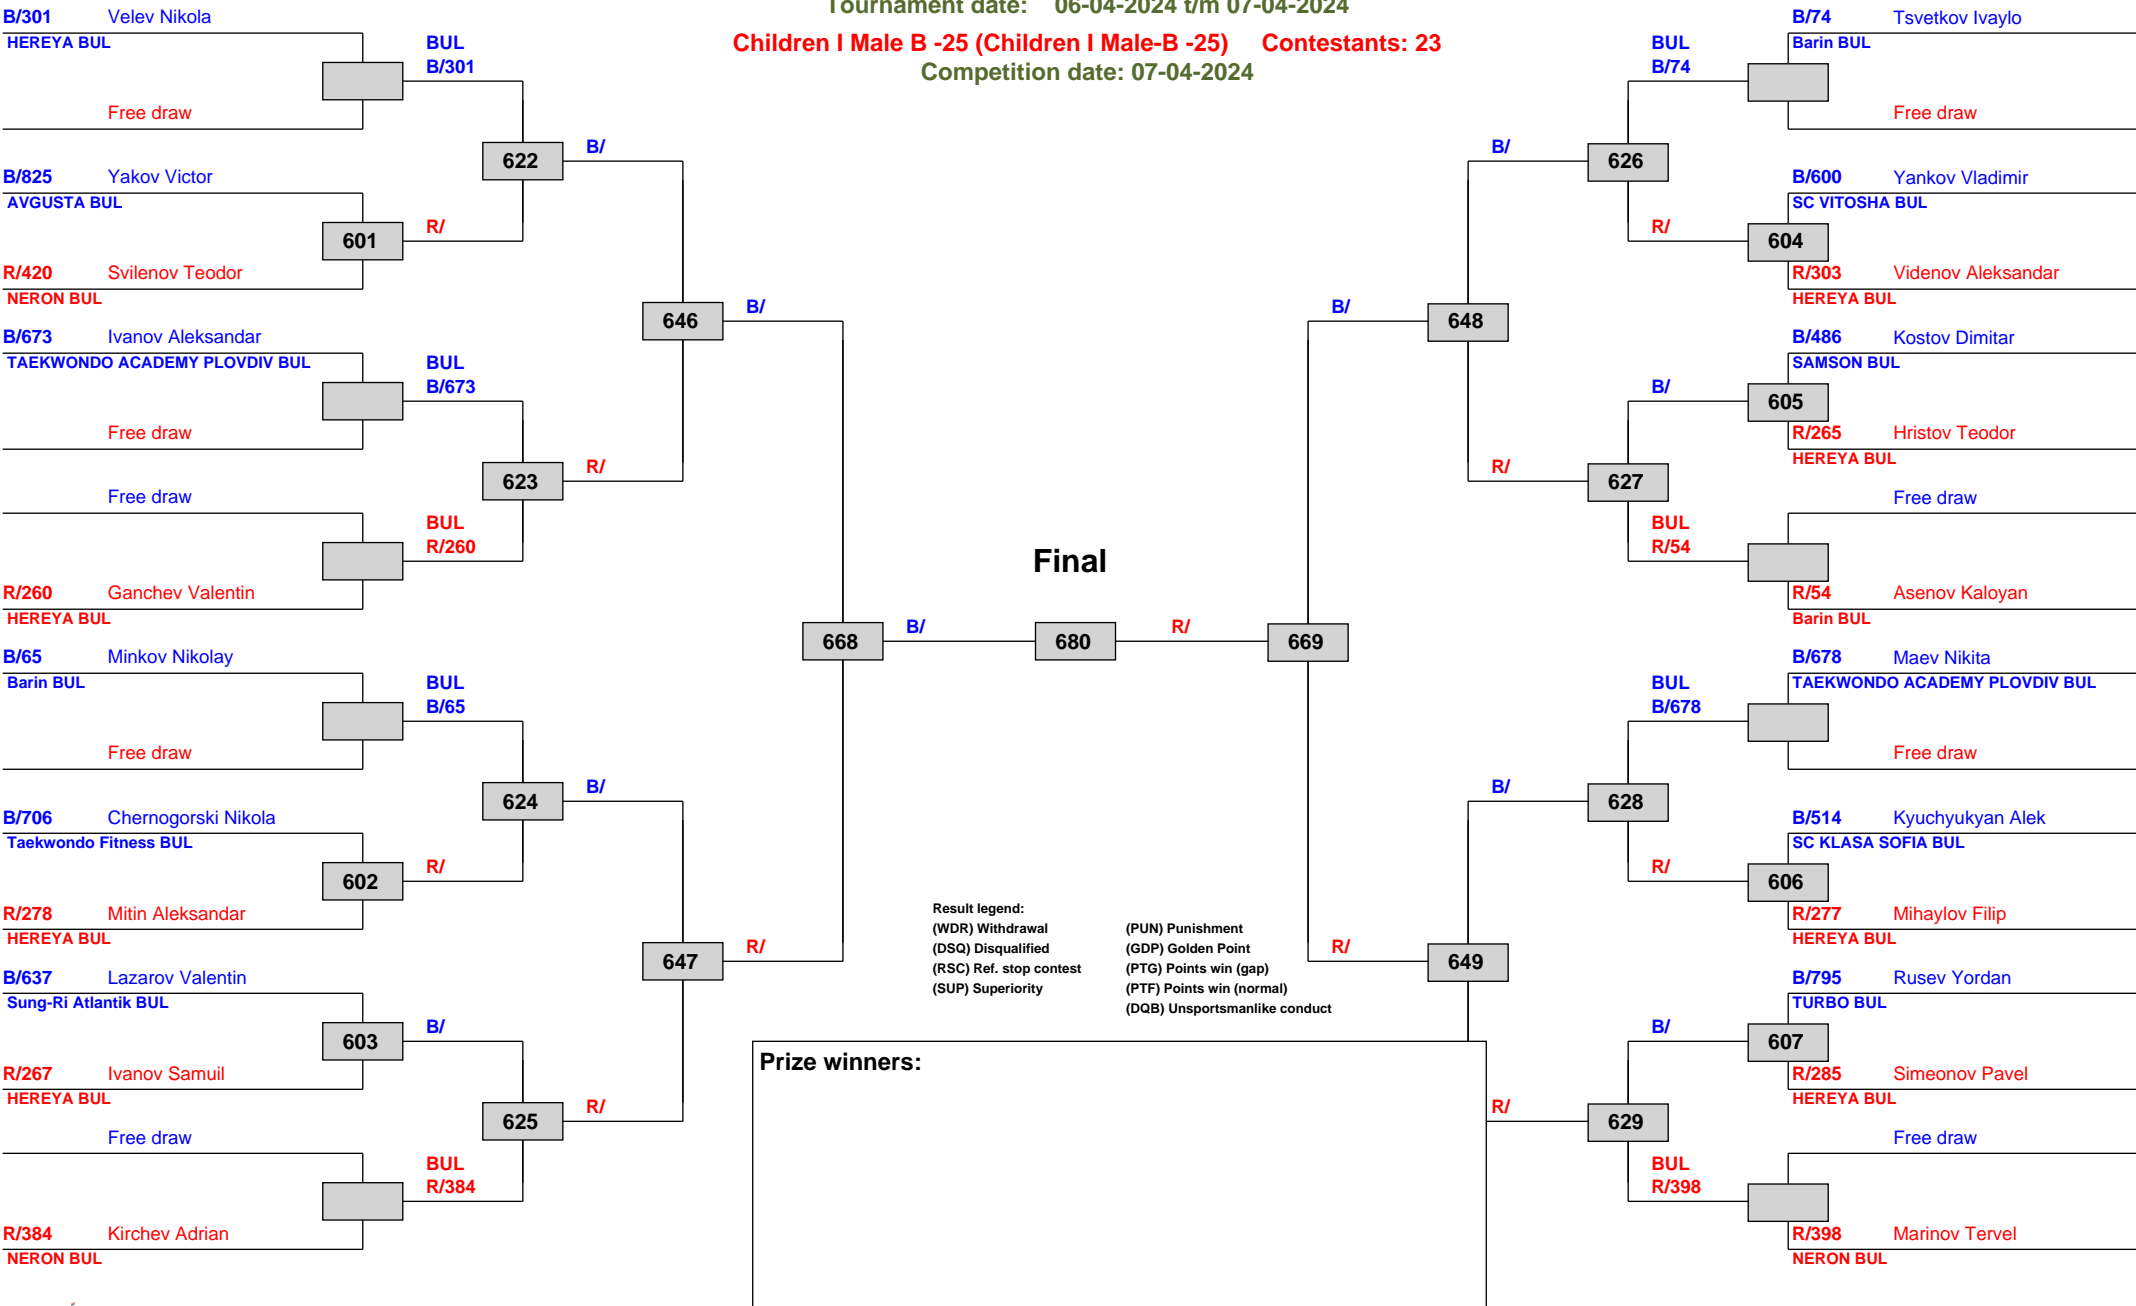 Tournament date: 06-04-2024 t/m 07-04-2024
Children I Male B -25 (Children I Male-B -25) Contestants: 23
Competition date: 07-04-2024
B/301 Velev Nikola
HEREYA BUL
BUL
B/301
Free draw
622
B/
B/825 Yakov Victor
AVGUSTA BUL
601
R/
R/420 Svilenov Teodor
NERON BUL
646
B/
B/673 Ivanov Aleksandar
TAEKWONDO ACADEMY PLOVDIV BUL
BUL
B/673
Free draw
623
R/
Free draw
BUL
R/260
R/260 Ganchev Valentin
HEREYA BUL
668
B/
B/65 Minkov Nikolay
Barin BUL
BUL
B/65
Free draw
624
B/
B/706 Chernogorski Nikola
Taekwondo Fitness BUL
602
R/
R/278 Mitin Aleksandar
HEREYA BUL
647
R/
B/637 Lazarov Valentin
Sung-Ri Atlantik BUL
603
B/
R/267 Ivanov Samuil
HEREYA BUL
625
R/
Free draw
BUL
R/384
R/384 Kirchev Adrian
NERON BUL
Final
680
R/
669
B/74 Tsvetkov Ivaylo
Barin BUL
BUL
B/74
Free draw
B/
626
B/600 Yankov Vladimir
SC VITOSHA BUL
R/
604
R/303 Videnov Aleksandar
HEREYA BUL
B/
648
B/486 Kostov Dimitar
SAMSON BUL
B/
605
R/265 Hristov Teodor
HEREYA BUL
R/
627
Free draw
BUL
R/54
R/54 Asenov Kaloyan
Barin BUL
B/678 Maev Nikita
TAEKWONDO ACADEMY PLOVDIV BUL
BUL
B/678
Free draw
B/
628
B/514 Kyuchyukyan Alek
SC KLASA SOFIA BUL
R/
606
R/277 Mihaylov Filip
HEREYA BUL
R/
649
B/795 Rusev Yordan
TURBO BUL
B/
607
R/285 Simeonov Pavel
HEREYA BUL
R/
629
Free draw
BUL
R/398
R/398 Marinov Tervel
NERON BUL
Result legend:
(WDR) Withdrawal (PUN) Punishment
(DSQ) Disqualified (GDP) Golden Point
(RSC) Ref. stop contest (PTG) Points win (gap)
(SUP) Superiority (PTF) Points win (normal)
(DQB) Unsportsmanlike conduct
Prize winners: